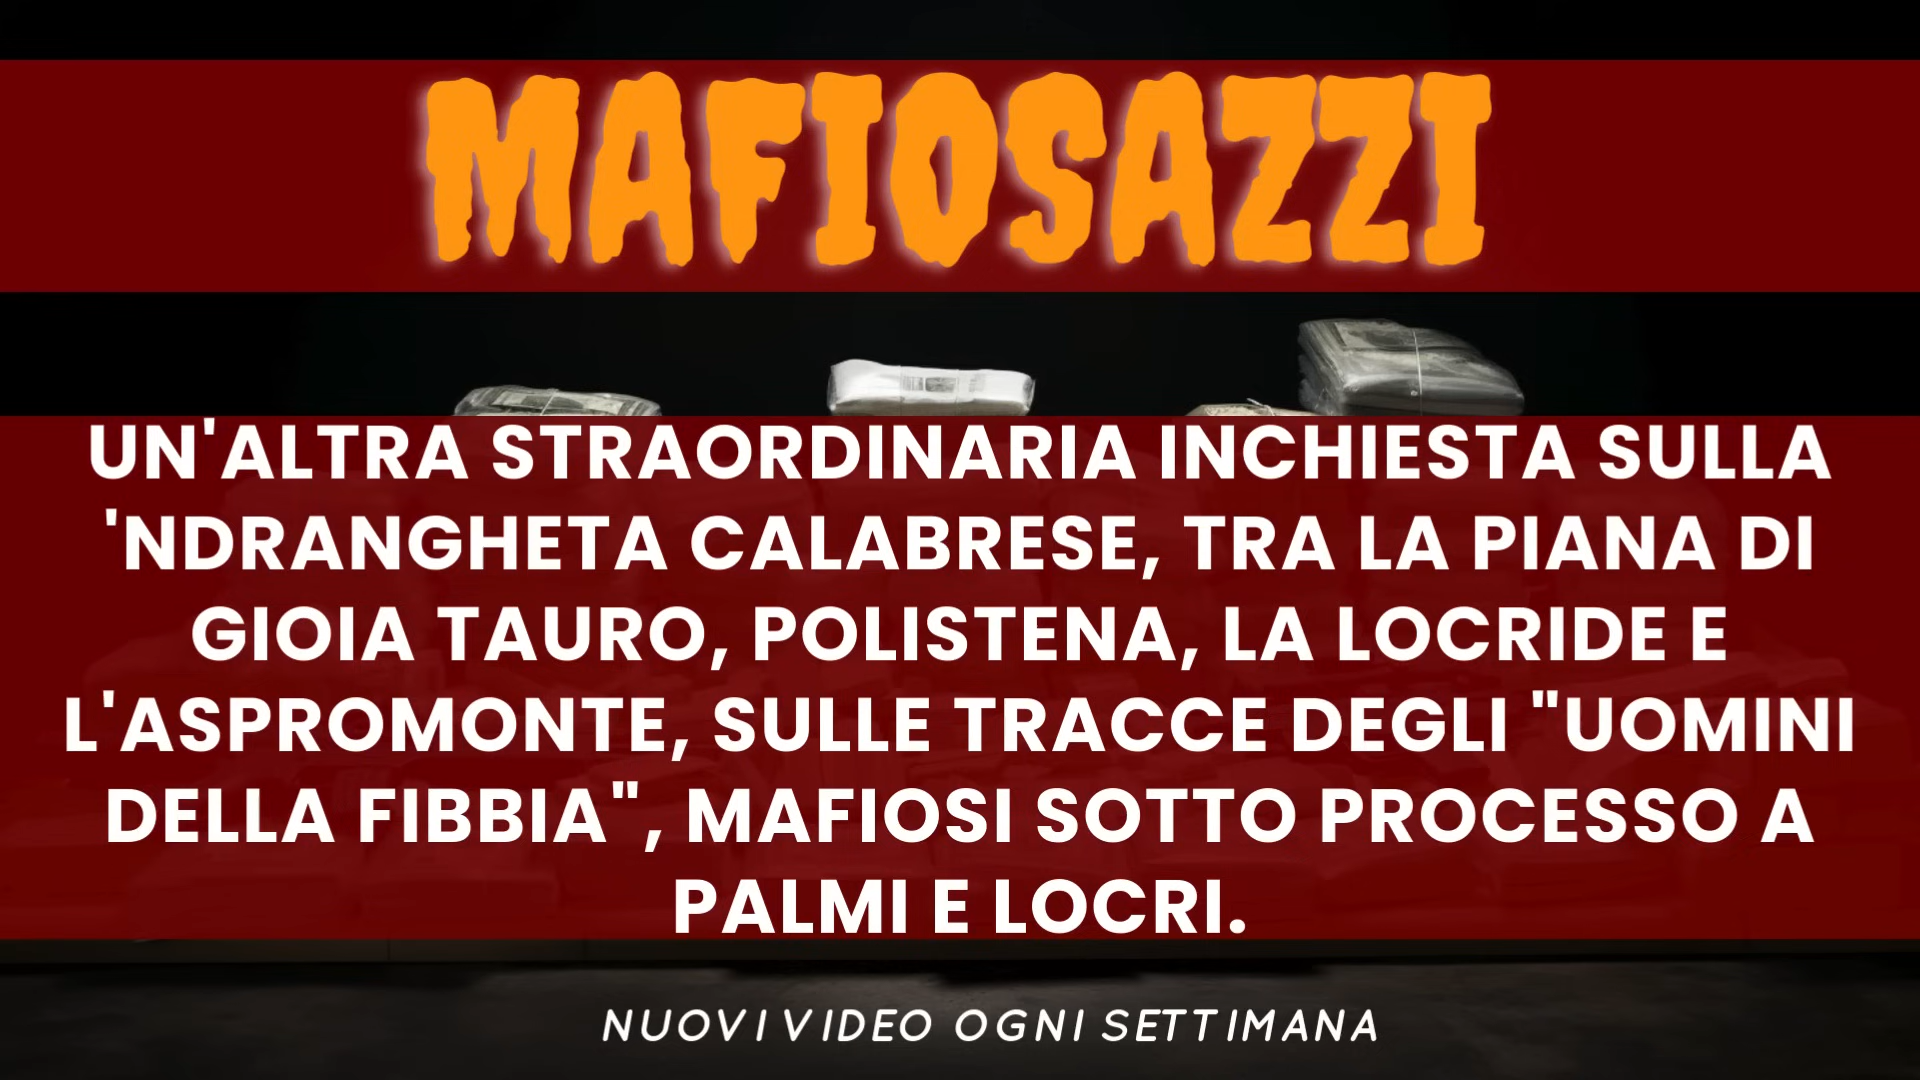 MAFIOSAZZI
UN'ALTRA STRAORDINARIA INCHIESTA SULLA
'NDRANGHETA CALABRESE, TRA LA PIANA DI
GIOIA TAURO, POLISTENA, LA LOCRIDE E
L'ASPROMONTE, SULLE TRACCE DEGLI "UOMINI
DELLA FIBBIA", MAFIOSI SOTTO PROCESSO A
PALMI E LOCRI.
NUOVI VIDEO OGNI SETTIMANA